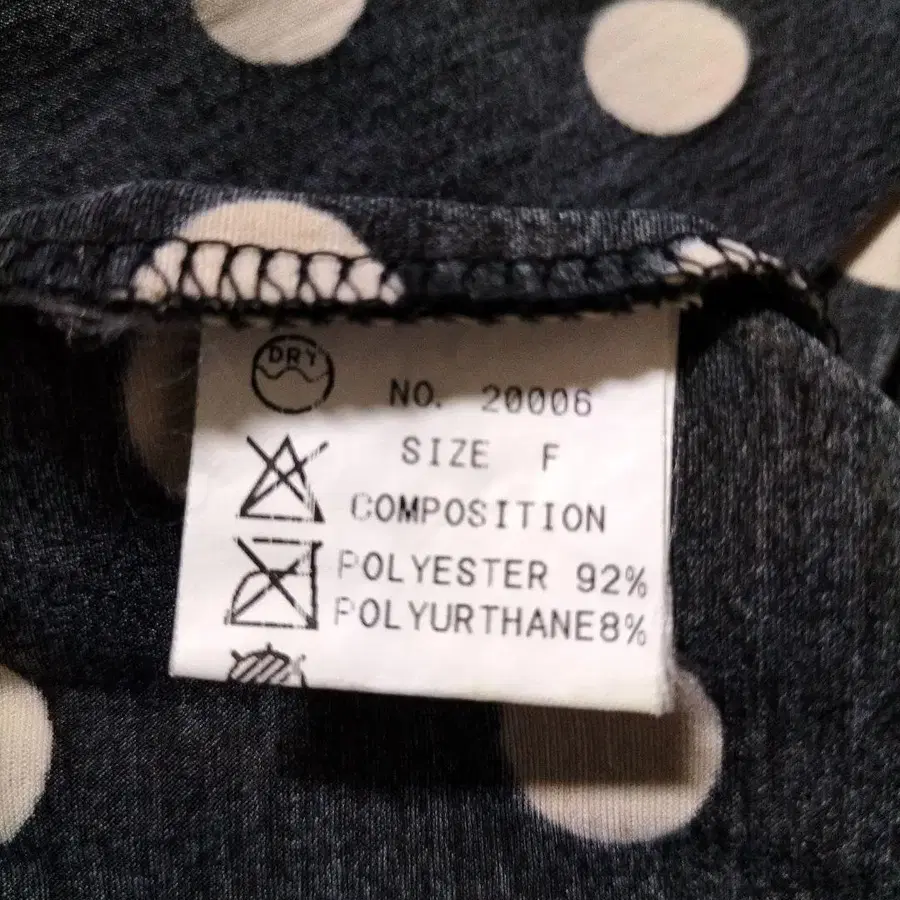 DRY
NO. 20006
SIZE F
COMPOSITION
POLYESTER 92%
POLYURTHANE8%